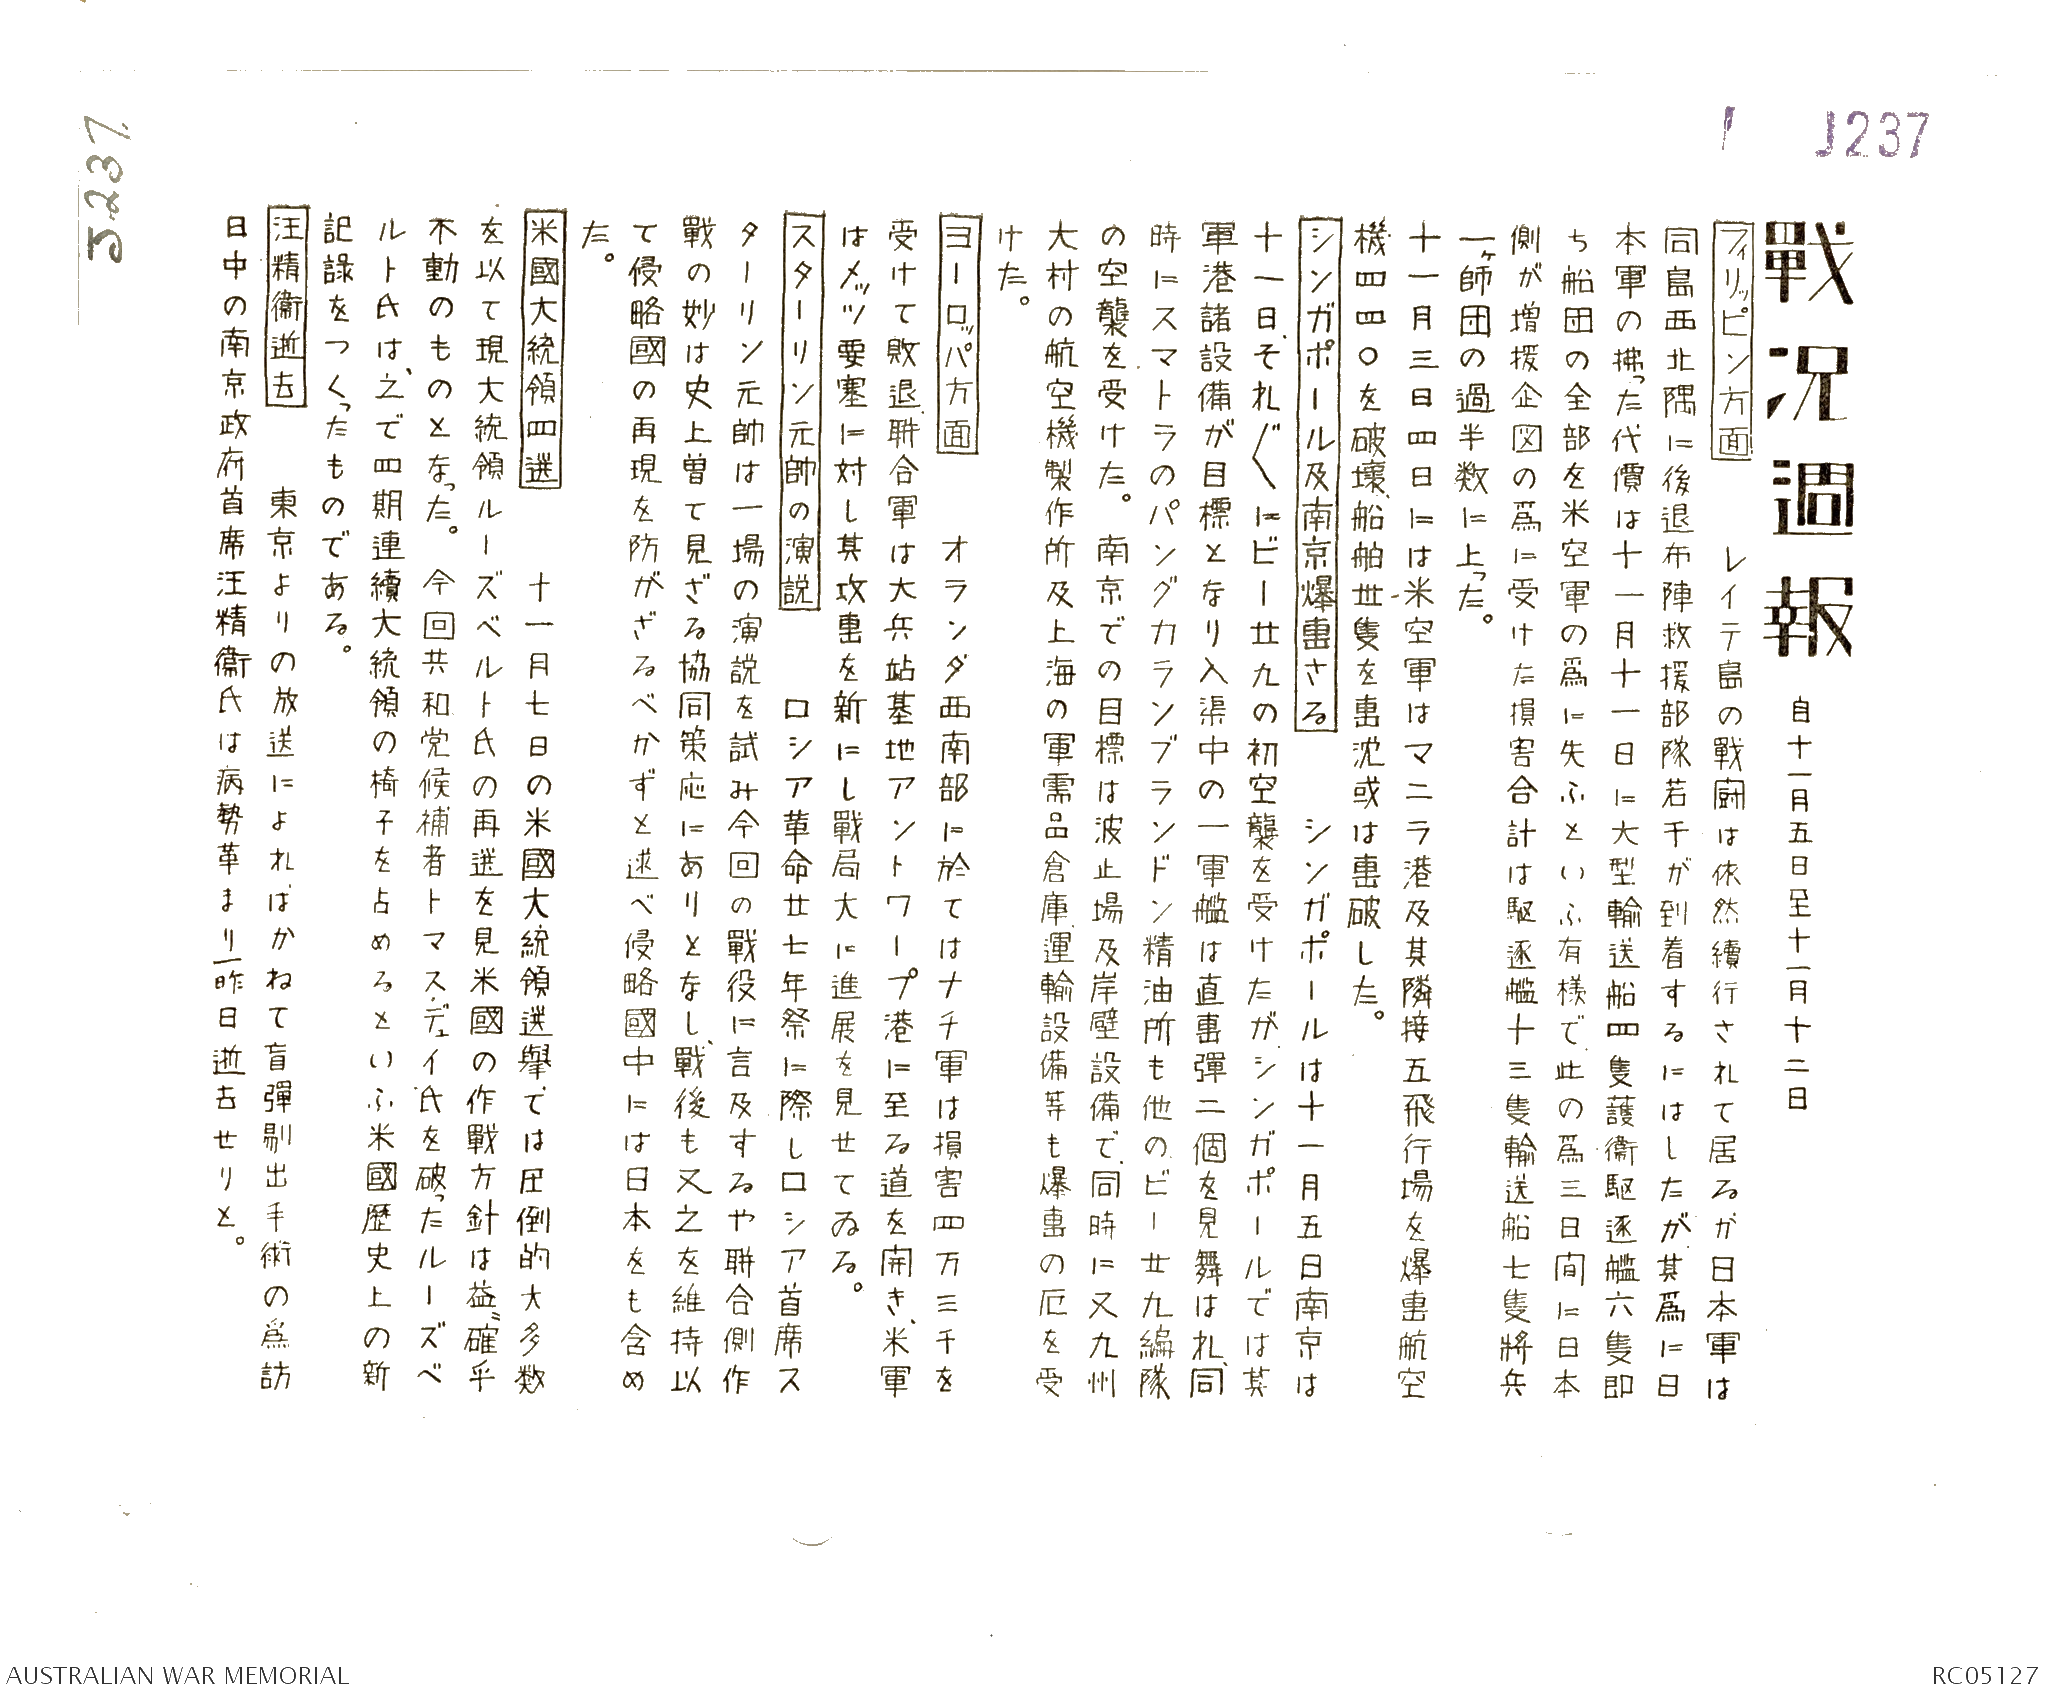 J237
戰況週報
自十一月五日至十一月十二日
フィリッピン方面　レイテ島の戰闘は依然續行されて居るが日本軍は
同島西北隅に後退布陣救援部隊若干が到着するにはしたが其爲に日
本軍の拂った代價は十一月十一日に大型輸送船四隻護衞駆逐艦六隻即
ち船団の全部を米空軍の爲に失ふといふ有様で此の爲三日間に日本
側が増援企図の爲に受けた損害合計は駆逐艦十三隻輸送船七隻將兵
一ヶ師団の過半数に上った。
十一月三日四日には米空軍はマニラ港及其隣接五飛行場を爆撃航空
機四四〇を破壞、船舶丗隻を撃沈或は撃破した。
シンガポール及南京爆撃さる　シンガポールは十一月五日南京は
十一日、それ〴〵にビー廿九の初空襲を受けたがシンガポールでは其
軍港諸設備が目標となり入渠中の一軍艦は直撃彈二個を見舞はれ、同
時にスマトラのパングカランブランドン精油所も他のビー廿九編隊
の空襲を受けた。南京での目標は波止場及岸壁設備で、同時に又九州
大村の航空機製作所及上海の軍需品倉庫運輸設備等も爆撃の厄を受
けた。
ヨーロッパ方面　オランダ西南部に於てはナチ軍は損害四万三千を
受けて敗退、聯合軍は大兵站基地アントワープ港に至る道を開き、米軍
はメッツ要塞に対し其攻撃を新にし戰局大に進展を見せてゐる。
スターリン元帥の演説　ロシア革命廿七年祭に際しロシア首席ス
ターリン元帥は一場の演説を試み今回の戰役に言及するや聯合側作
戰の妙は史上曽て見ざる協同策応にありとなし、戰後も又之を維持以
て侵略國の再現を防がざるべかずと述べ侵略國中には日本をも含め
た。
米國大統領四選　十一月七日の米國大統領選擧では圧倒的大多数
を以て現大統領ルーズベルト氏の再選を見米國の作戰方針は益〻確乎
不動のものとなった。今回共和党候補者トマス・デュイ氏を破ったルーズベ
ルト氏は、之で四期連續大統領の椅子を占めるといふ米國歴史上の新
記録をつくったものである。
汪精衞逝去　東京よりの放送によればかねて盲彈剔出手術の爲訪
日中の南京政府首席汪精衞氏は病勢革まり一昨日逝去せりと。
5237
AUSTRALIAN WAR MEMORIAL
RC05127